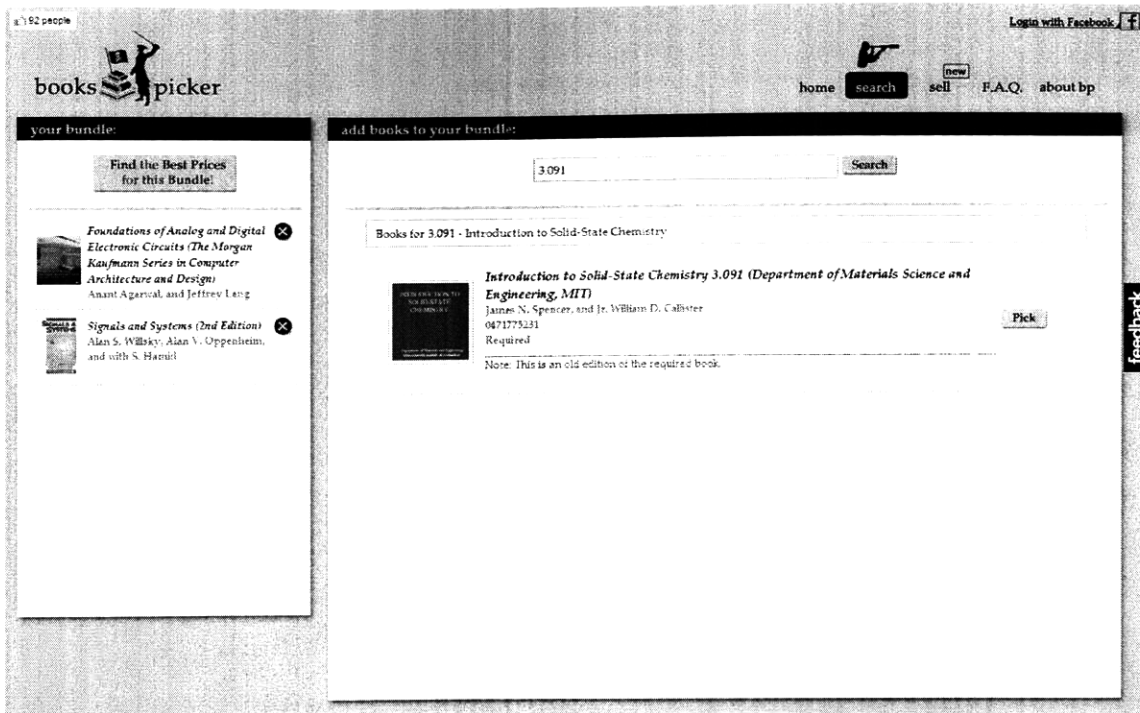 92 people
Login with Facebook
books picker
home search sell new F.A.Q. about bp
your bundle:
Find the Best Prices
for this Bundle!
Foundations of Analog and Digital
Electronic Circuits (The Morgan
Kaufmann Series in Computer
Architecture and Design)
Anant Agarwal, and Jeffrey Lang
Signals and Systems (2nd Edition)
Alan S. Willsky, Alan V. Oppenheim,
and with S. Hamid
add books to your bundle:
3.091
Search
Books for 3.091 - Introduction to Solid-State Chemistry
INTRODUCTION TO
SOLID STATE
CHEMISTRY
Introduction to Solid-State Chemistry 3.091 (Department of Materials Science and
Engineering, MIT)
James N. Spencer, and Jr. William D. Callister
0471775231
Required
Note: This is an old edition of the required book.
Pick
feedback